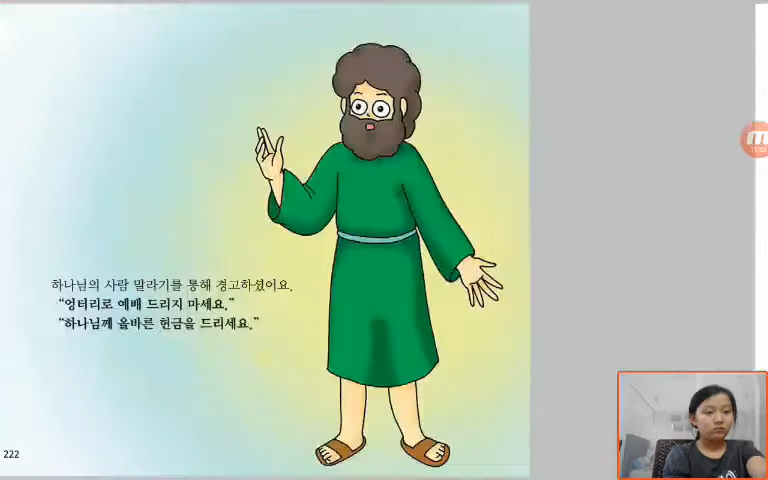 하나님의 사람 말라기를 통해 경고하셨어요.
“엉터리로 예배 드리지 마세요.”
“하나님께 올바른 헌금을 드리세요.”
222